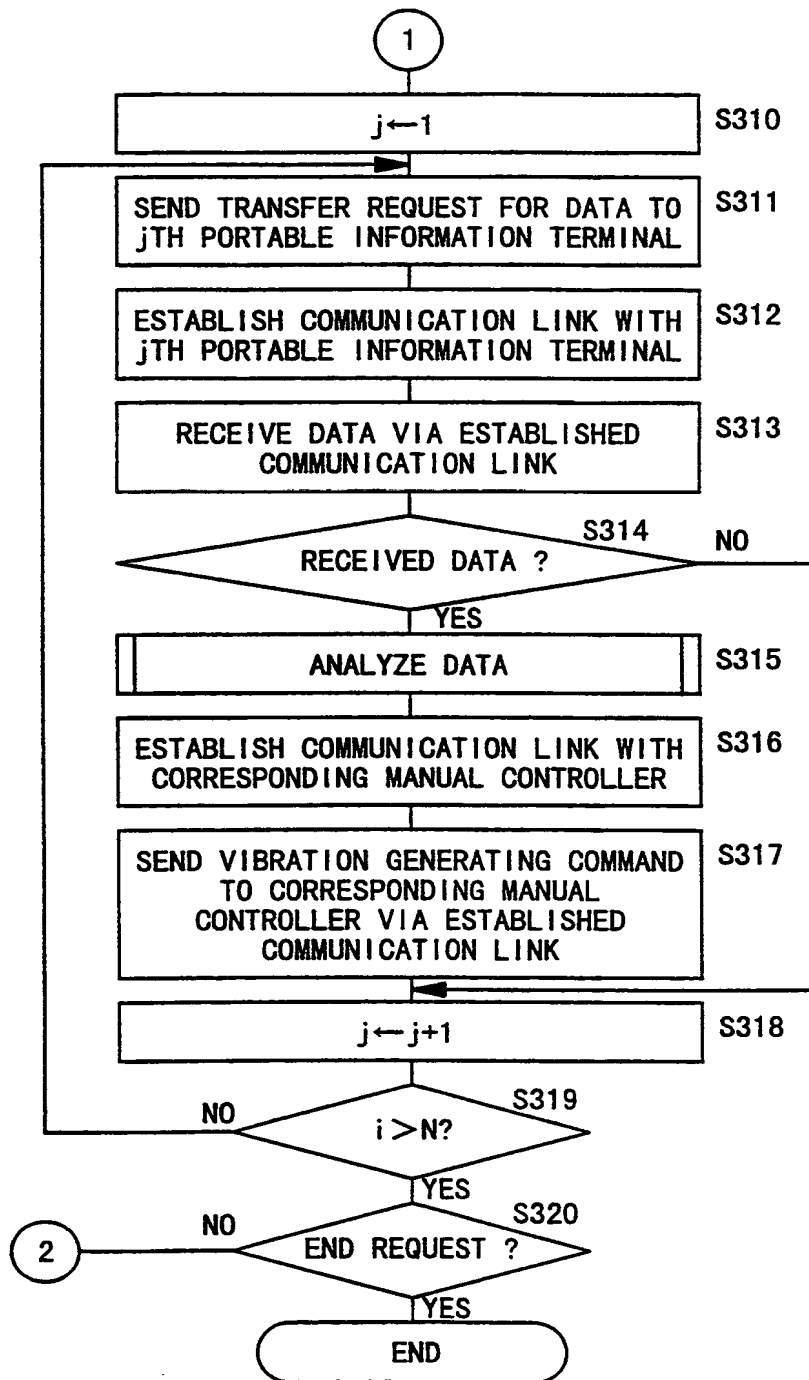 1
j←1
S310
SEND TRANSFER REQUEST FOR DATA TO
jTH PORTABLE INFORMATION TERMINAL
S311
ESTABLISH COMMUNICATION LINK WITH
jTH PORTABLE INFORMATION TERMINAL
S312
RECEIVE DATA VIA ESTABLISHED
COMMUNICATION LINK
S313
S314
RECEIVED DATA ?
NO
YES
ANALYZE DATA
S315
ESTABLISH COMMUNICATION LINK WITH
CORRESPONDING MANUAL CONTROLLER
S316
SEND VIBRATION GENERATING COMMAND
TO CORRESPONDING MANUAL
CONTROLLER VIA ESTABLISHED
COMMUNICATION LINK
S317
j←j+1
S318
NO
S319
i>N?
YES
NO
S320
2
END REQUEST ?
YES
END